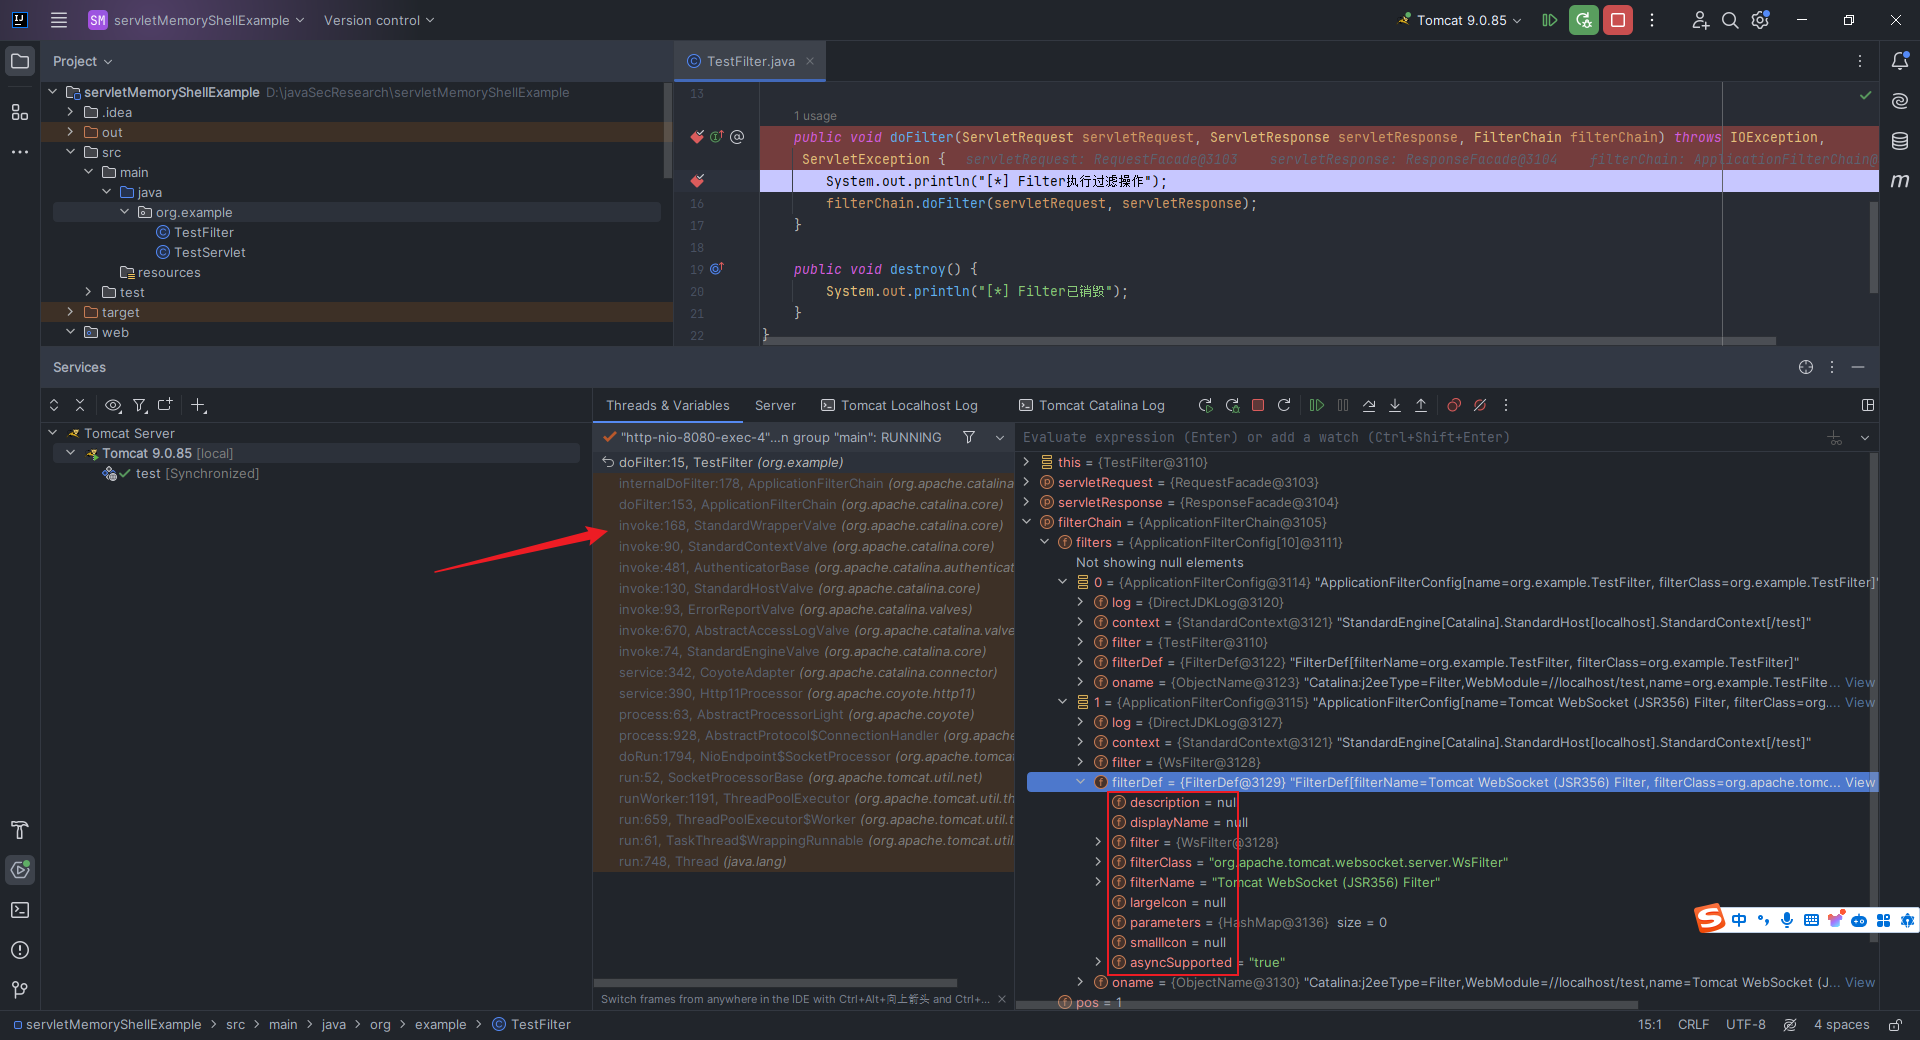 SM servletMemoryShellExample Version control Tomcat 9.0.85
Project
servletMemoryShellExample D:\javaSecResearch\servletMemoryShellExample
.idea
out
src
main
java
org.example
TestFilter
TestServlet
resources
test
target
web
TestFilter.java
13
1 usage
public void doFilter(ServletRequest servletRequest, ServletResponse servletResponse, FilterChain filterChain) throws IOException,
ServletException { servletRequest: RequestFacade@3103 servletResponse: ResponseFacade@3104 filterChain: ApplicationFilterChain@
System.out.println("[*] Filter执行过滤操作");
16 filterChain.doFilter(servletRequest, servletResponse);
17 }
18
19 public void destroy() {
20 System.out.println("[*] Filter已销毁");
21 }
22 }
Services
Tomcat Server
Tomcat 9.0.85 [local]
test [Synchronized]
Threads & Variables Server Tomcat Localhost Log Tomcat Catalina Log
"http-nio-8080-exec-4"...n group "main": RUNNING
doFilter:15, TestFilter (org.example)
internalDoFilter:178, ApplicationFilterChain (org.apache.catalina
doFilter:153, ApplicationFilterChain (org.apache.catalina.core)
invoke:168, StandardWrapperValve (org.apache.catalina.core)
invoke:90, StandardContextValve (org.apache.catalina.core)
invoke:481, AuthenticatorBase (org.apache.catalina.authenticat
invoke:130, StandardHostValve (org.apache.catalina.core)
invoke:93, ErrorReportValve (org.apache.catalina.valves)
invoke:670, AbstractAccessLogValve (org.apache.catalina.valve
invoke:74, StandardEngineValve (org.apache.catalina.core)
service:342, CoyoteAdapter (org.apache.catalina.connector)
service:390, Http11Processor (org.apache.coyote.http11)
process:63, AbstractProcessorLight (org.apache.coyote)
process:928, AbstractProtocol$ConnectionHandler (org.apache
doRun:1794, NioEndpoint$SocketProcessor (org.apache.tomcat
run:52, SocketProcessorBase (org.apache.tomcat.util.net)
runWorker:1191, ThreadPoolExecutor (org.apache.tomcat.util.th
run:659, ThreadPoolExecutor$Worker (org.apache.tomcat.util.t
run:61, TaskThread$WrappingRunnable (org.apache.tomcat.util
run:748, Thread (java.lang)
Switch frames from anywhere in the IDE with Ctrl+Alt+向上箭头 and Ctrl+...
Evaluate expression (Enter) or add a watch (Ctrl+Shift+Enter)
this = {TestFilter@3110}
servletRequest = {RequestFacade@3103}
servletResponse = {ResponseFacade@3104}
filterChain = {ApplicationFilterChain@3105}
filters = {ApplicationFilterConfig[10]@3111}
Not showing null elements
0 = {ApplicationFilterConfig@3114} "ApplicationFilterConfig[name=org.example.TestFilter, filterClass=org.example.TestFilter]"
log = {DirectJDKLog@3120}
context = {StandardContext@3121} "StandardEngine[Catalina].StandardHost[localhost].StandardContext[/test]"
filter = {TestFilter@3110}
filterDef = {FilterDef@3122} "FilterDef[filterName=org.example.TestFilter, filterClass=org.example.TestFilter]"
oname = {ObjectName@3123} "Catalina:j2eeType=Filter,WebModule=//localhost/test,name=org.example.TestFilte... View
1 = {ApplicationFilterConfig@3115} "ApplicationFilterConfig[name=Tomcat WebSocket (JSR356) Filter, filterClass=org.... View
log = {DirectJDKLog@3127}
context = {StandardContext@3121} "StandardEngine[Catalina].StandardHost[localhost].StandardContext[/test]"
filter = {WsFilter@3128}
filterDef = {FilterDef@3129} "FilterDef[filterName=Tomcat WebSocket (JSR356) Filter, filterClass=org.apache.tomc... View
description = null
displayName = null
filter = {WsFilter@3128}
filterClass = "org.apache.tomcat.websocket.server.WsFilter"
filterName = "Tomcat WebSocket (JSR356) Filter"
largeIcon = null
parameters = {HashMap@3136} size = 0
smallIcon = null
asyncSupported = "true"
oname = {ObjectName@3130} "Catalina:j2eeType=Filter,WebModule=//localhost/test,name=Tomcat WebSocket (J... View
pos = 1
中
servletMemoryShellExample > src > main > java > org > example > TestFilter
15:1 CRLF UTF-8 4 spaces